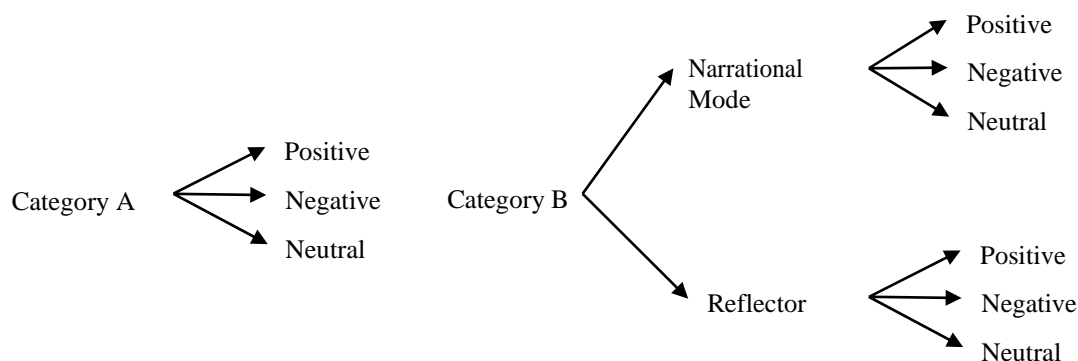 Category A
Positive
Negative
Neutral
Category B
Narrational
Mode
Positive
Negative
Neutral
Reflector
Positive
Negative
Neutral